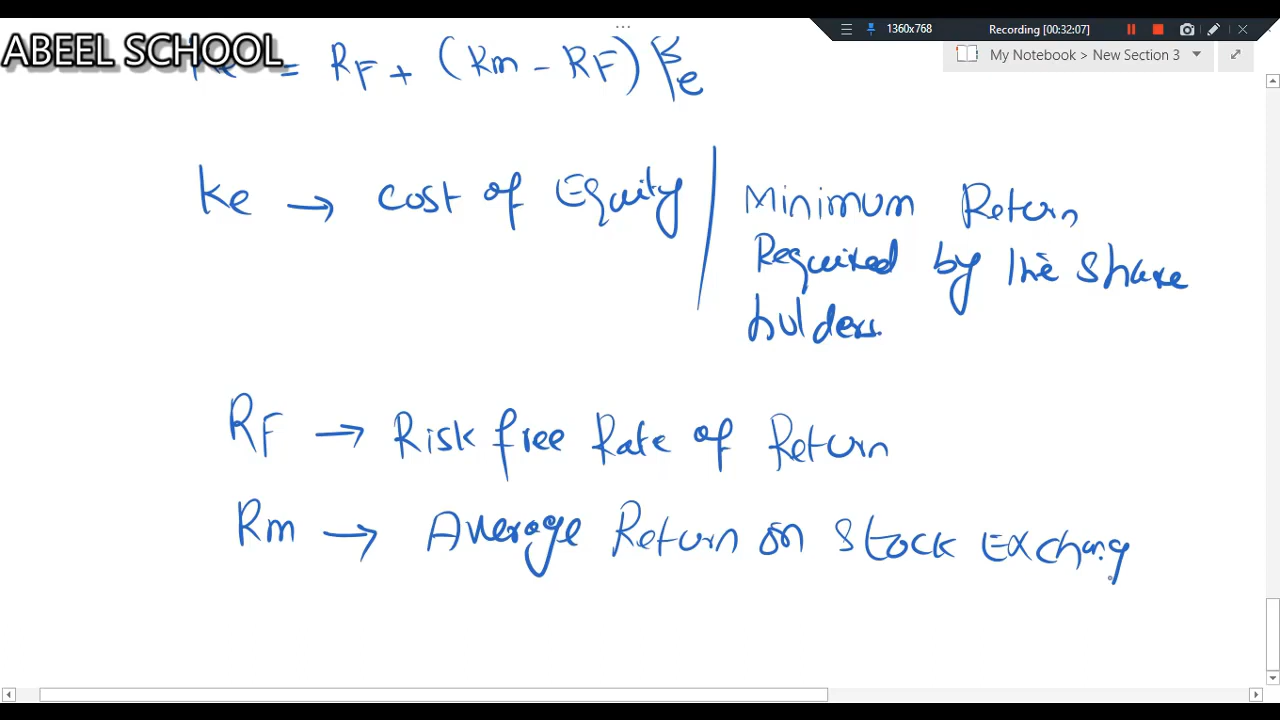 1360x768
Recording [00:32:07]
ABEEL SCHOOL
My Notebook > New Section 3
Ke = RF + (Rm - RF) βe
Ke → Cost of Equity | Minimum Return
Required by the Share
holders.
RF → Risk free Rate of Return
Rm → Average Return on Stock Exchang